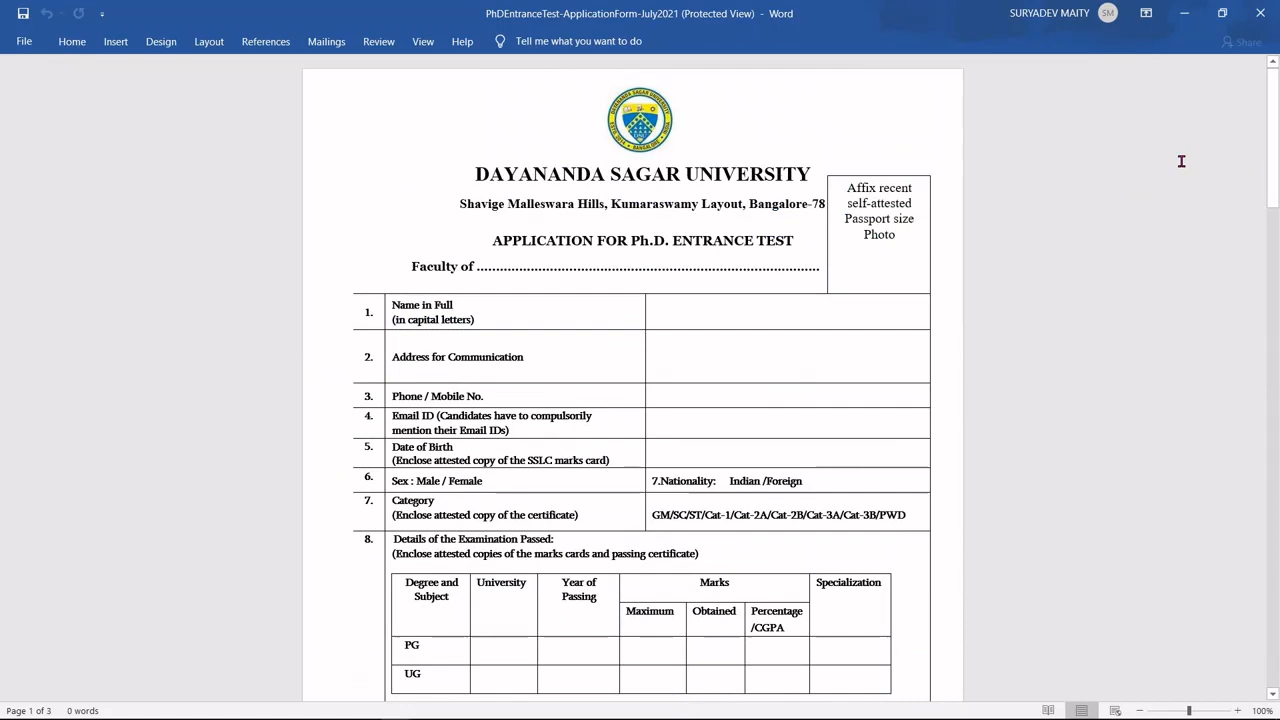 PhDEntranceTest-ApplicationForm-July2021 (Protected View) - Word
SURYADEV MAITY SM
File Home Insert Design Layout References Mailings Review View Help Tell me what you want to do Share
DAYANANDA SAGAR UNIVERSITY
Shavige Malleswara Hills, Kumaraswamy Layout, Bangalore-78
Affix recent
self-attested
Passport size
Photo
APPLICATION FOR Ph.D. ENTRANCE TEST
Faculty of ..........................................................................................
1. Name in Full
(in capital letters)
2. Address for Communication
3. Phone / Mobile No.
4. Email ID (Candidates have to compulsorily
mention their Email IDs)
5. Date of Birth
(Enclose attested copy of the SSLC marks card)
6. Sex : Male / Female 7.Nationality: Indian /Foreign
7. Category
(Enclose attested copy of the certificate) GM/SC/ST/Cat-1/Cat-2A/Cat-2B/Cat-3A/Cat-3B/PWD
8. Details of the Examination Passed:
(Enclose attested copies of the marks cards and passing certificate)
Degree and
Subject
University
Year of
Passing
Marks
Specialization
Maximum Obtained Percentage
/CGPA
PG
UG
Page 1 of 3 0 words 100%